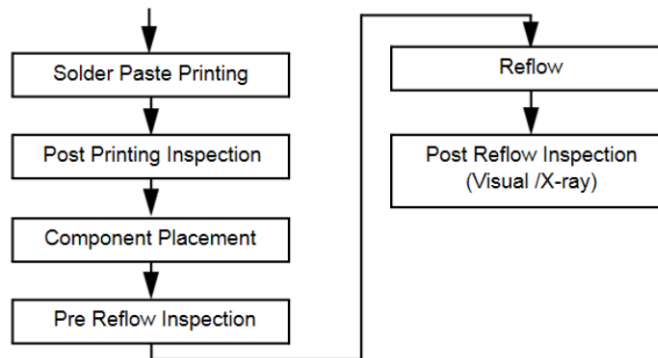 Solder Paste Printing
Post Printing Inspection
Component Placement
Pre Reflow Inspection
Reflow
Post Reflow Inspection
(Visual /X-ray)